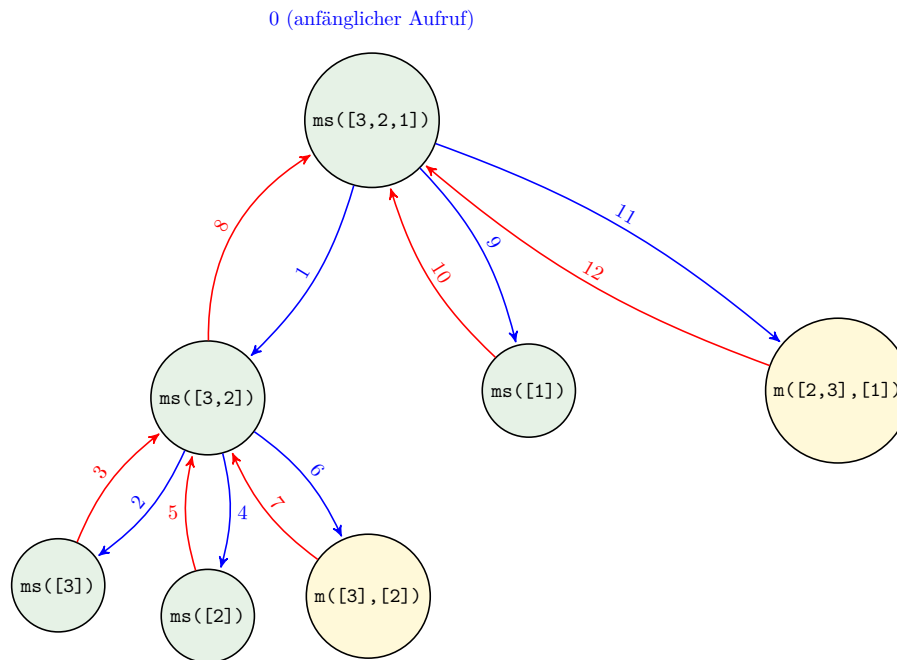 0 (anfänglicher Aufruf)
ms([3,2,1])
8
1
9
10
11
12
ms([3,2])
ms([1])
m([2,3],[1])
3
2
5
4
7
6
ms([3])
ms([2])
m([3],[2])